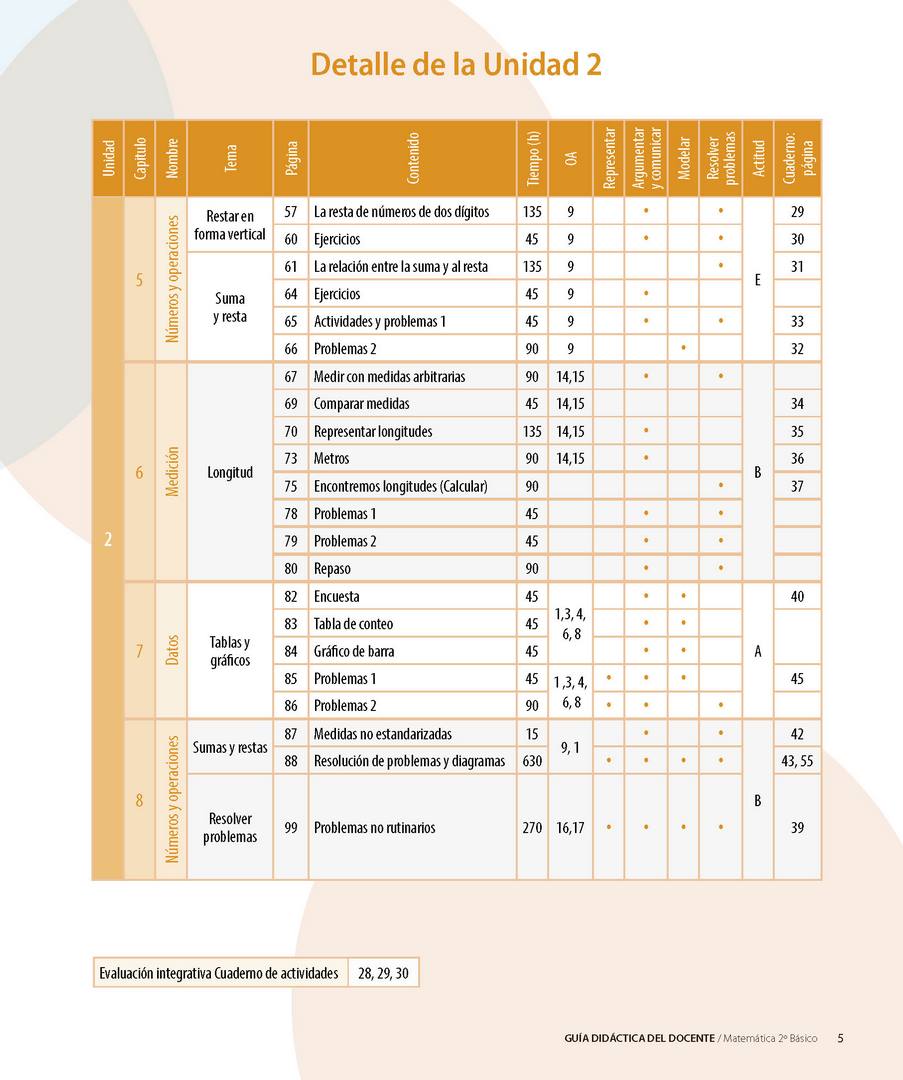 Detalle de la Unidad 2
Unidad Capítulo Nombre Tema Página Contenido Tiempo (h) OA Representar Argumentar y comunicar Modelar Resolver problemas Actitud Cuaderno: página
2
5 Números y operaciones
Restar en forma vertical
57 La resta de números de dos dígitos 135 9 • • 29
60 Ejercicios 45 9 • • 30
Suma y resta
61 La relación entre la suma y al resta 135 9 • 31
E
64 Ejercicios 45 9 •
65 Actividades y problemas 1 45 9 • • 33
66 Problemas 2 90 9 • 32
6 Medición
Longitud
67 Medir con medidas arbitrarias 90 14,15 • •
69 Comparar medidas 45 14,15 34
70 Representar longitudes 135 14,15 • 35
73 Metros 90 14,15 • 36
B
75 Encontremos longitudes (Calcular) 90 • 37
78 Problemas 1 45 • •
79 Problemas 2 45 • •
80 Repaso 90 • •
7 Datos
Tablas y gráficos
82 Encuesta 45 1,3, 4, 6, 8 • • 40
83 Tabla de conteo 45 • •
84 Gráfico de barra 45 • •
A
85 Problemas 1 45 1 ,3, 4, 6, 8 • • • 45
86 Problemas 2 90 • • •
8 Números y operaciones
Sumas y restas
87 Medidas no estandarizadas 15 9, 1 • • 42
88 Resolución de problemas y diagramas 630 • • • • 43, 55
B
Resolver problemas
99 Problemas no rutinarios 270 16,17 • • • • 39
Evaluación integrativa Cuaderno de actividades 28, 29, 30
GUÍA DIDÁCTICA DEL DOCENTE / Matemática 2º Básico 5